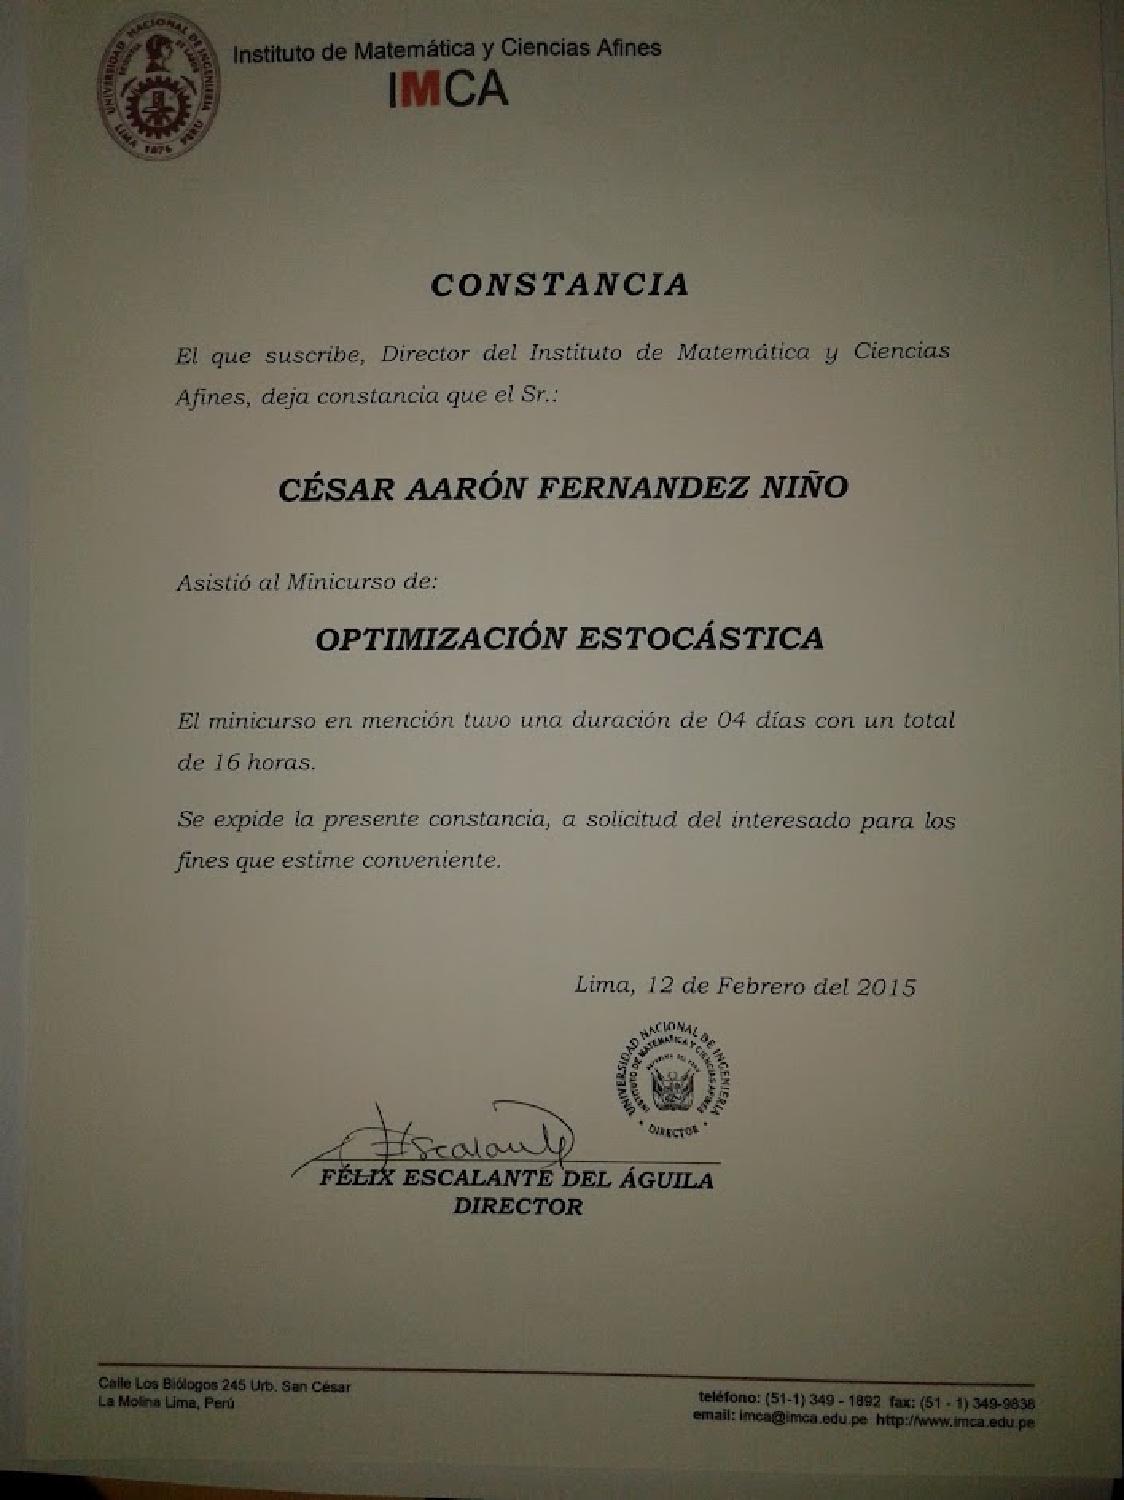 UNIVERSIDAD NACIONAL DE INGENIERIA
LIMA 1876 PERU
Instituto de Matemática y Ciencias Afines
IMCA
CONSTANCIA
El que suscribe, Director del Instituto de Matemática y Ciencias
Afines, deja constancia que el Sr.:
CÉSAR AARÓN FERNANDEZ NIÑO
Asistió al Minicurso de:
OPTIMIZACIÓN ESTOCÁSTICA
El minicurso en mención tuvo una duración de 04 días con un total
de 16 horas.
Se expide la presente constancia, a solicitud del interesado para los
fines que estime conveniente.
Lima, 12 de Febrero del 2015
UNIVERSIDAD NACIONAL DE INGENIERIA
INSTITUTO DE MATEMATICA Y CIENCIAS AFINES
DIRECTOR
Escalante
FÉLIX ESCALANTE DEL ÁGUILA
DIRECTOR
Calle Los Biólogos 245 Urb. San César
La Molina Lima, Perú
teléfono: (51-1) 349 - 1892 fax: (51 - 1) 349-9838
email: imca@imca.edu.pe http://www.imca.edu.pe